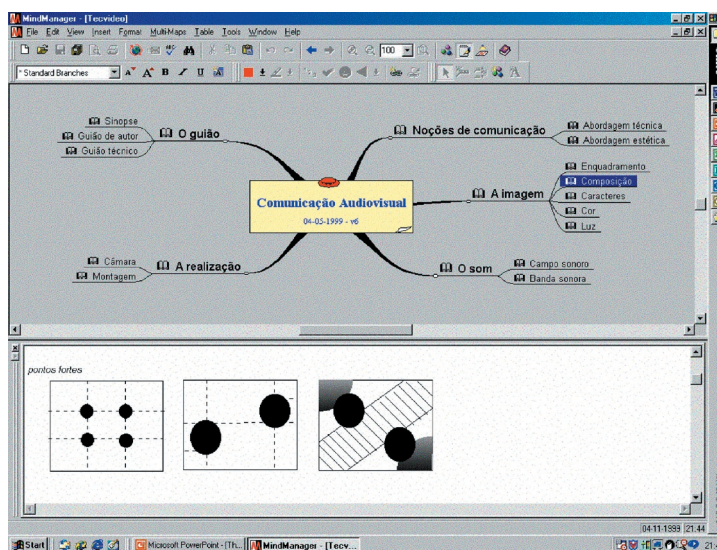 MindManager - [Tecvideo]
File Edit View Insert Format Multi-Maps Table Tools Window Help
100
* Standard Branches
Sinopse
Guião de autor
Guião técnico
O guião
Noções de comunicação
Abordagem técnica
Abordagem estética
Comunicação Audiovisual
04-05-1999 - v6
A imagem
Enquadramento
Composição
Caracteres
Cor
Luz
Câmara
Montagem
A realização
O som
Campo sonoro
Banda sonora
pontos fortes
04-11-1999 21:44
Start Microsoft PowerPoint - [Th... MindManager - [Tecv...